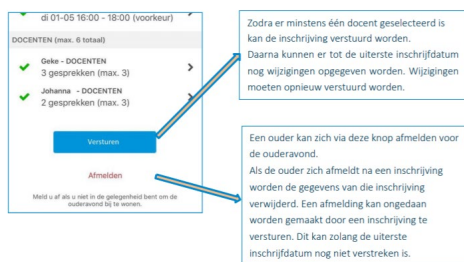 di 01-05 16:00 - 18:00 (voorkeur)
DOCENTEN (max. 6 totaal)
Geke - DOCENTEN
3 gesprekken (max. 3)
Johanna - DOCENTEN
2 gesprekken (max. 3)
Versturen
Afmelden
Meld u af als u niet in de gelegenheid bent om de
ouderavond bij te wonen.
Zodra er minstens één docent geselecteerd is
kan de inschrijving verstuurd worden.
Daarna kunnen er tot de uiterste inschrijfdatum
nog wijzigingen opgegeven worden. Wijzigingen
moeten opnieuw verstuurd worden.
Een ouder kan zich via deze knop afmelden voor
de ouderavond.
Als de ouder zich afmeldt na een inschrijving
worden de gegevens van die inschrijving
verwijderd. Een afmelding kan ongedaan
worden gemaakt door een inschrijving te
versturen. Dit kan zolang de uiterste
inschrijfdatum nog niet verstreken is.